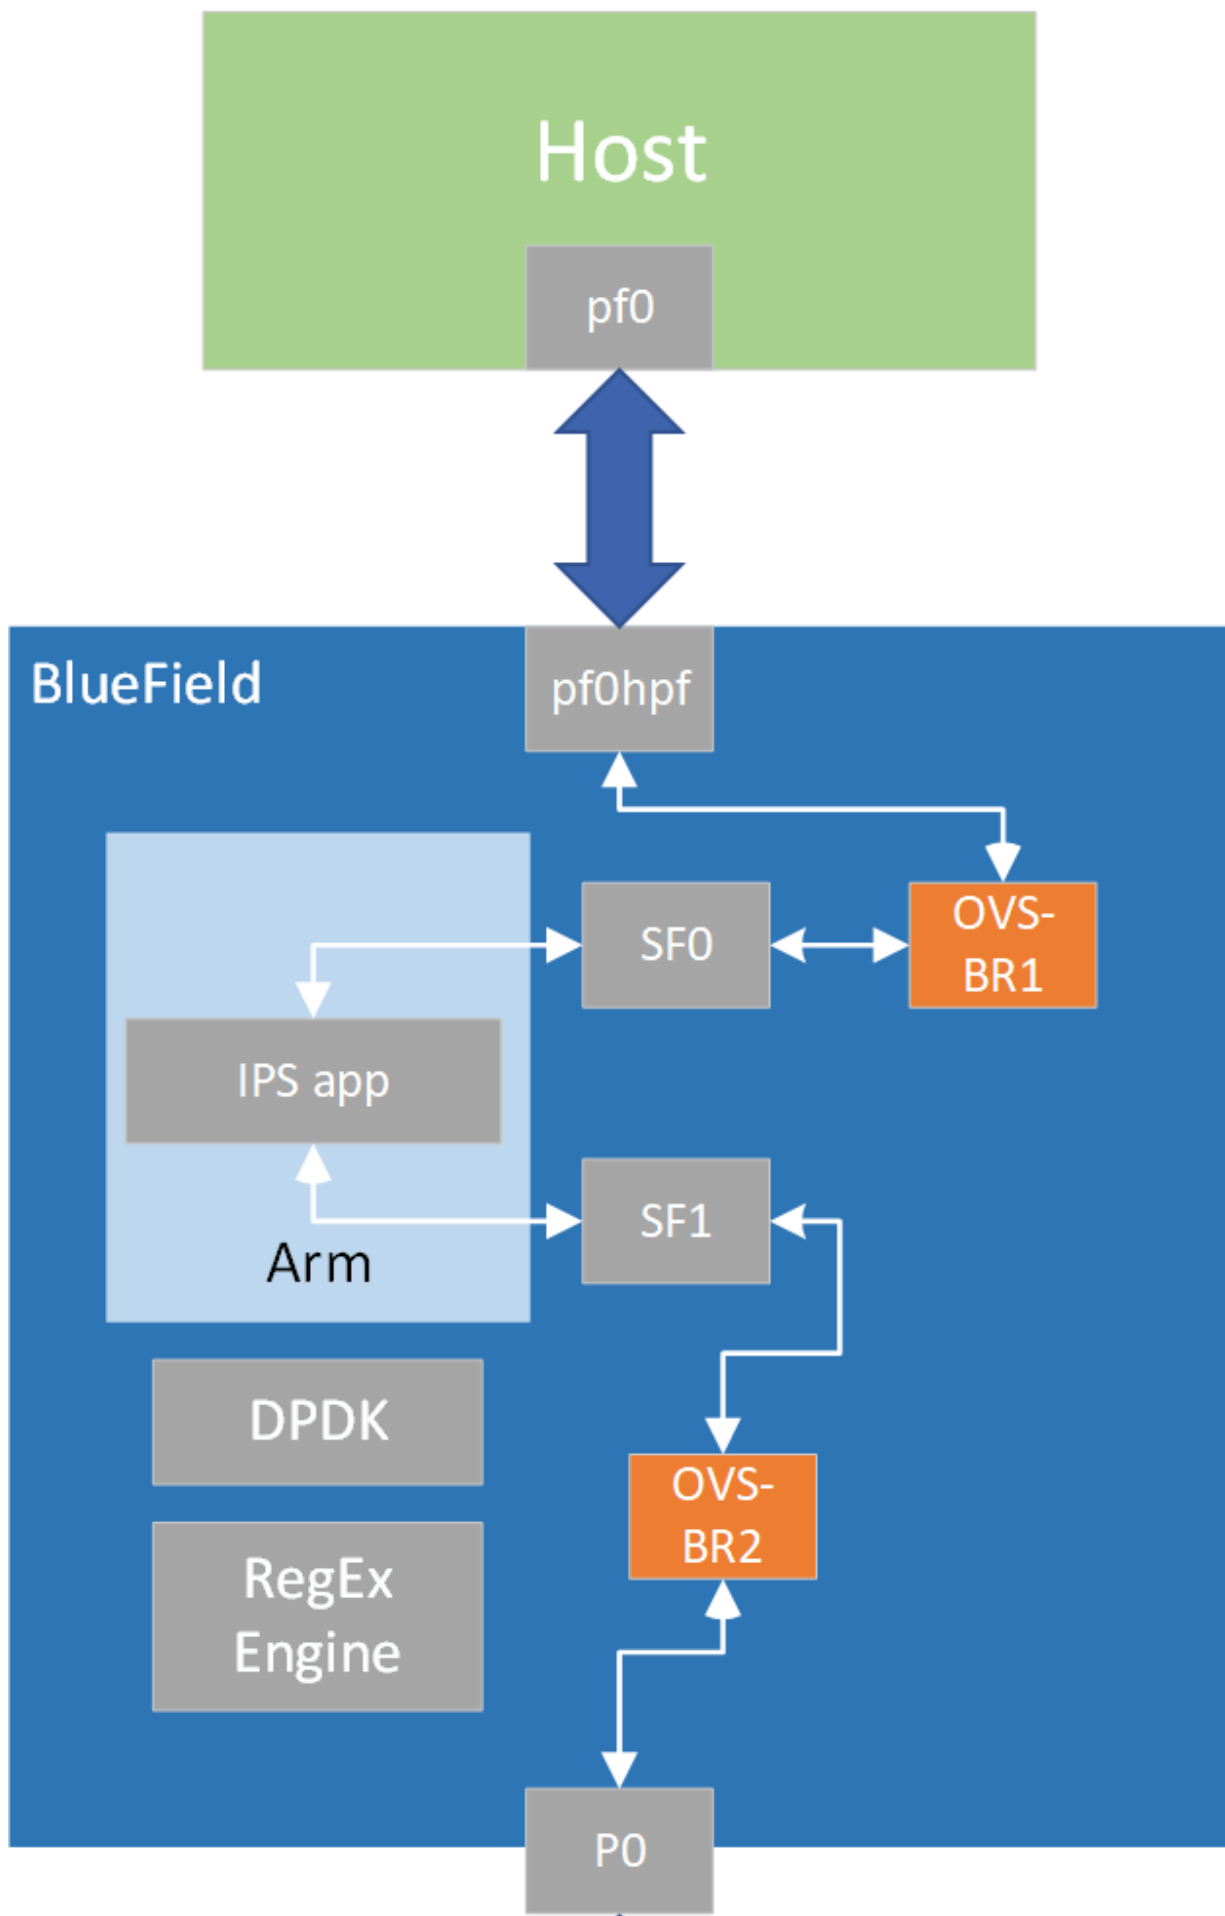 Host
pf0
BlueField
pf0hpf
SF0
OVS-
BR1
IPS app
SF1
Arm
DPDK
OVS-
BR2
RegEx
Engine
P0